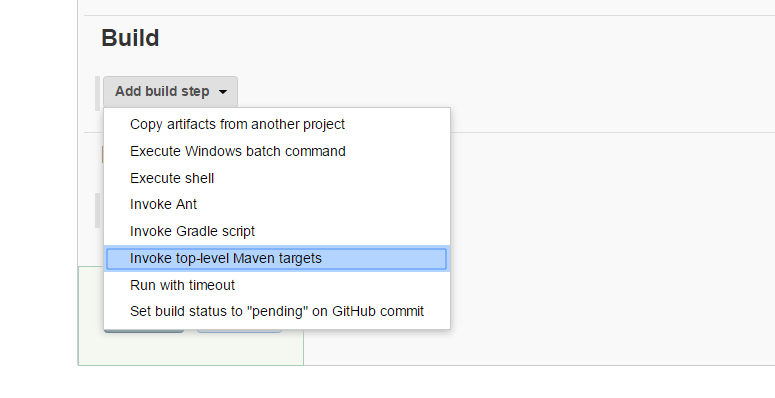 Build
Add build step
Copy artifacts from another project
Execute Windows batch command
Execute shell
Invoke Ant
Invoke Gradle script
Invoke top-level Maven targets
Run with timeout
Set build status to "pending" on GitHub commit